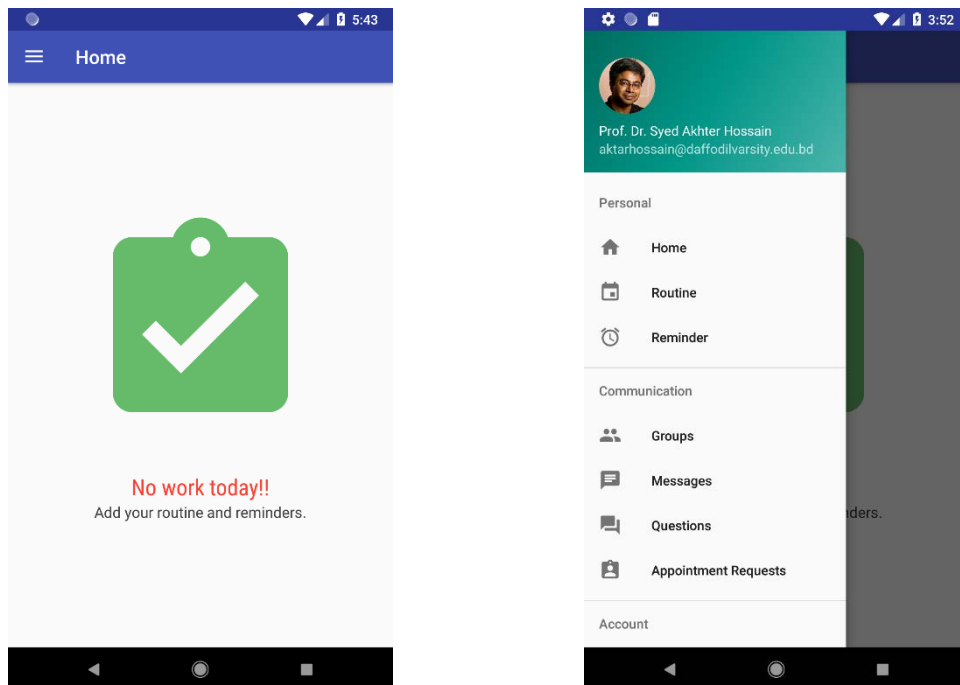 5:43
Home
No work today!!
Add your routine and reminders.
3:52
Prof. Dr. Syed Akhter Hossain
aktarhossain@daffodilvarsity.edu.bd
Personal
Home
Routine
Reminder
Communication
Groups
Messages
Questions
nders.
Appointment Requests
Account